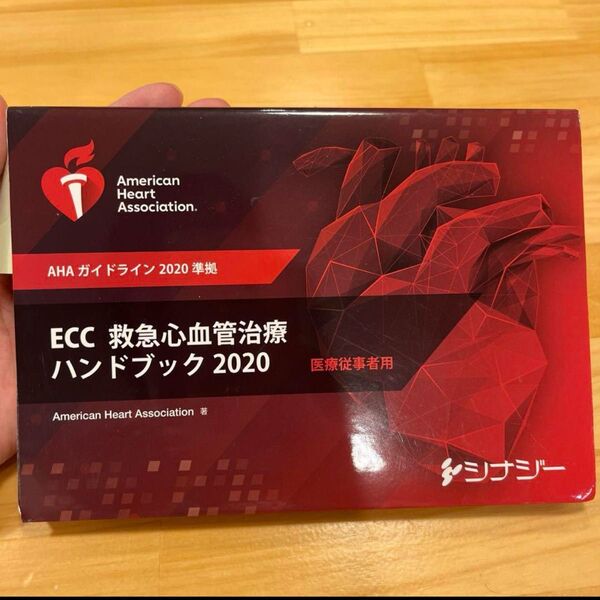 American
Heart
Association.
AHA ガイドライン 2020 準拠
ECC 救急心血管治療
ハンドブック 2020
医療従事者用
American Heart Association 著
シナジー